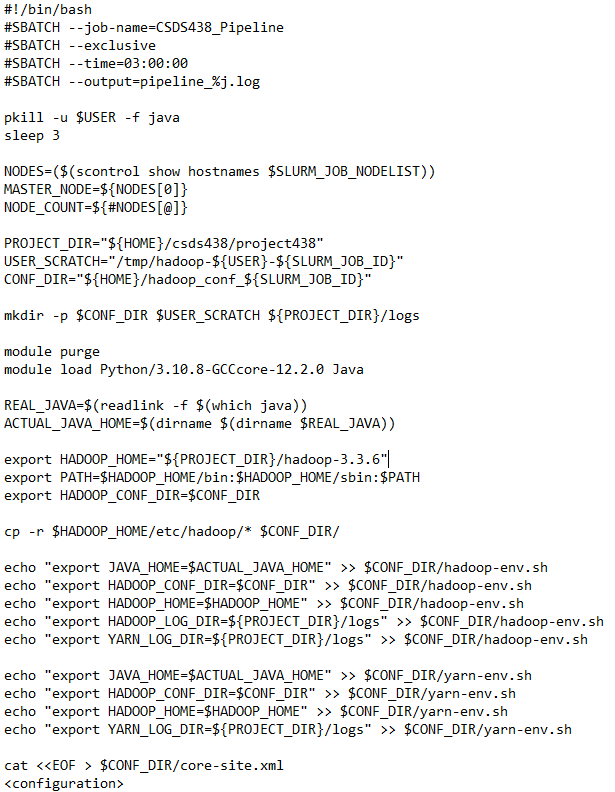 #!/bin/bash
#SBATCH --job-name=CSDS438_Pipeline
#SBATCH --exclusive
#SBATCH --time=03:00:00
#SBATCH --output=pipeline_%j.log
pkill -u $USER -f java
sleep 3
NODES=($(scontrol show hostnames $SLURM_JOB_NODELIST))
MASTER_NODE=${NODES[0]}
NODE_COUNT=${#NODES[@]}
PROJECT_DIR="${HOME}/csds438/project438"
USER_SCRATCH="/tmp/hadoop-${USER}-${SLURM_JOB_ID}"
CONF_DIR="${HOME}/hadoop_conf_${SLURM_JOB_ID}"
mkdir -p $CONF_DIR $USER_SCRATCH ${PROJECT_DIR}/logs
module purge
module load Python/3.10.8-GCCcore-12.2.0 Java
REAL_JAVA=$(readlink -f $(which java))
ACTUAL_JAVA_HOME=$(dirname $(dirname $REAL_JAVA))
export HADOOP_HOME="${PROJECT_DIR}/hadoop-3.3.6"
export PATH=$HADOOP_HOME/bin:$HADOOP_HOME/sbin:$PATH
export HADOOP_CONF_DIR=$CONF_DIR
cp -r $HADOOP_HOME/etc/hadoop/* $CONF_DIR/
echo "export JAVA_HOME=$ACTUAL_JAVA_HOME" >> $CONF_DIR/hadoop-env.sh
echo "export HADOOP_CONF_DIR=$CONF_DIR" >> $CONF_DIR/hadoop-env.sh
echo "export HADOOP_HOME=$HADOOP_HOME" >> $CONF_DIR/hadoop-env.sh
echo "export HADOOP_LOG_DIR=${PROJECT_DIR}/logs" >> $CONF_DIR/hadoop-env.sh
echo "export YARN_LOG_DIR=${PROJECT_DIR}/logs" >> $CONF_DIR/hadoop-env.sh
echo "export JAVA_HOME=$ACTUAL_JAVA_HOME" >> $CONF_DIR/yarn-env.sh
echo "export HADOOP_CONF_DIR=$CONF_DIR" >> $CONF_DIR/yarn-env.sh
echo "export HADOOP_HOME=$HADOOP_HOME" >> $CONF_DIR/yarn-env.sh
echo "export YARN_LOG_DIR=${PROJECT_DIR}/logs" >> $CONF_DIR/yarn-env.sh
cat <<EOF > $CONF_DIR/core-site.xml
<configuration>